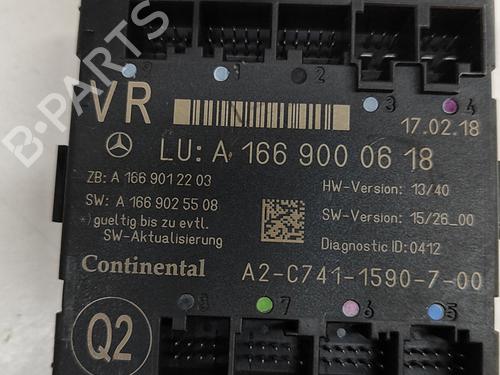 B-PARTS
VR
17.02.18
LU: A 166 900 06 18
ZB: A 166 901 22 03
HW-Version: 13/40
SW: A 166 902 55 08
SW-Version: 15/26_00
*) gueltig bis zu evtl.
SW-Aktualisierung
Diagnostic ID: 0412
Continental
A2-C741-1590-7-00
2 1 2 3 4
8 7 6 5
Q2